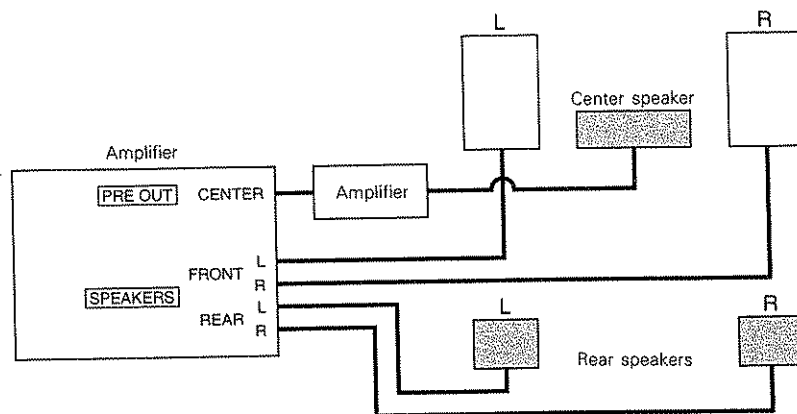 L
R
Center speaker
Amplifier
PRE OUT CENTER
Amplifier
FRONT
L
R
SPEAKERS
REAR
L
R
L
R
Rear speakers